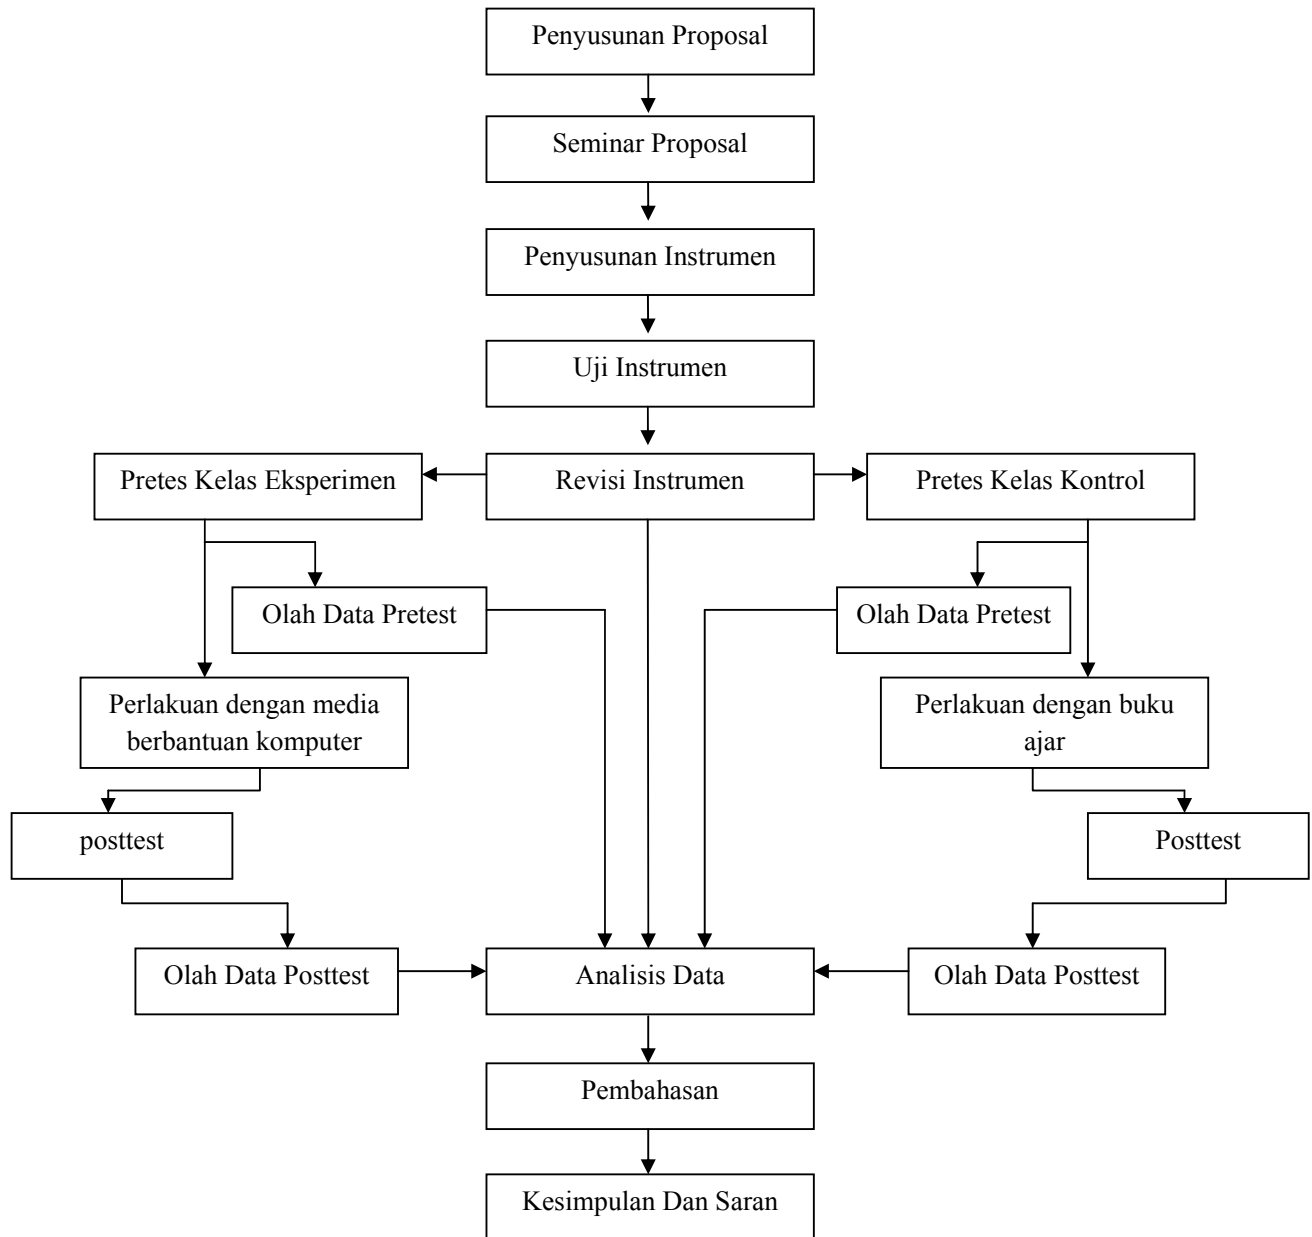 Penyusunan Proposal
Seminar Proposal
Penyusunan Instrumen
Uji Instrumen
Pretes Kelas Eksperimen
Revisi Instrumen
Pretes Kelas Kontrol
Olah Data Pretest
Olah Data Pretest
Perlakuan dengan media
berbantuan komputer
Perlakuan dengan buku
ajar
posttest
Posttest
Olah Data Posttest
Analisis Data
Olah Data Posttest
Pembahasan
Kesimpulan Dan Saran